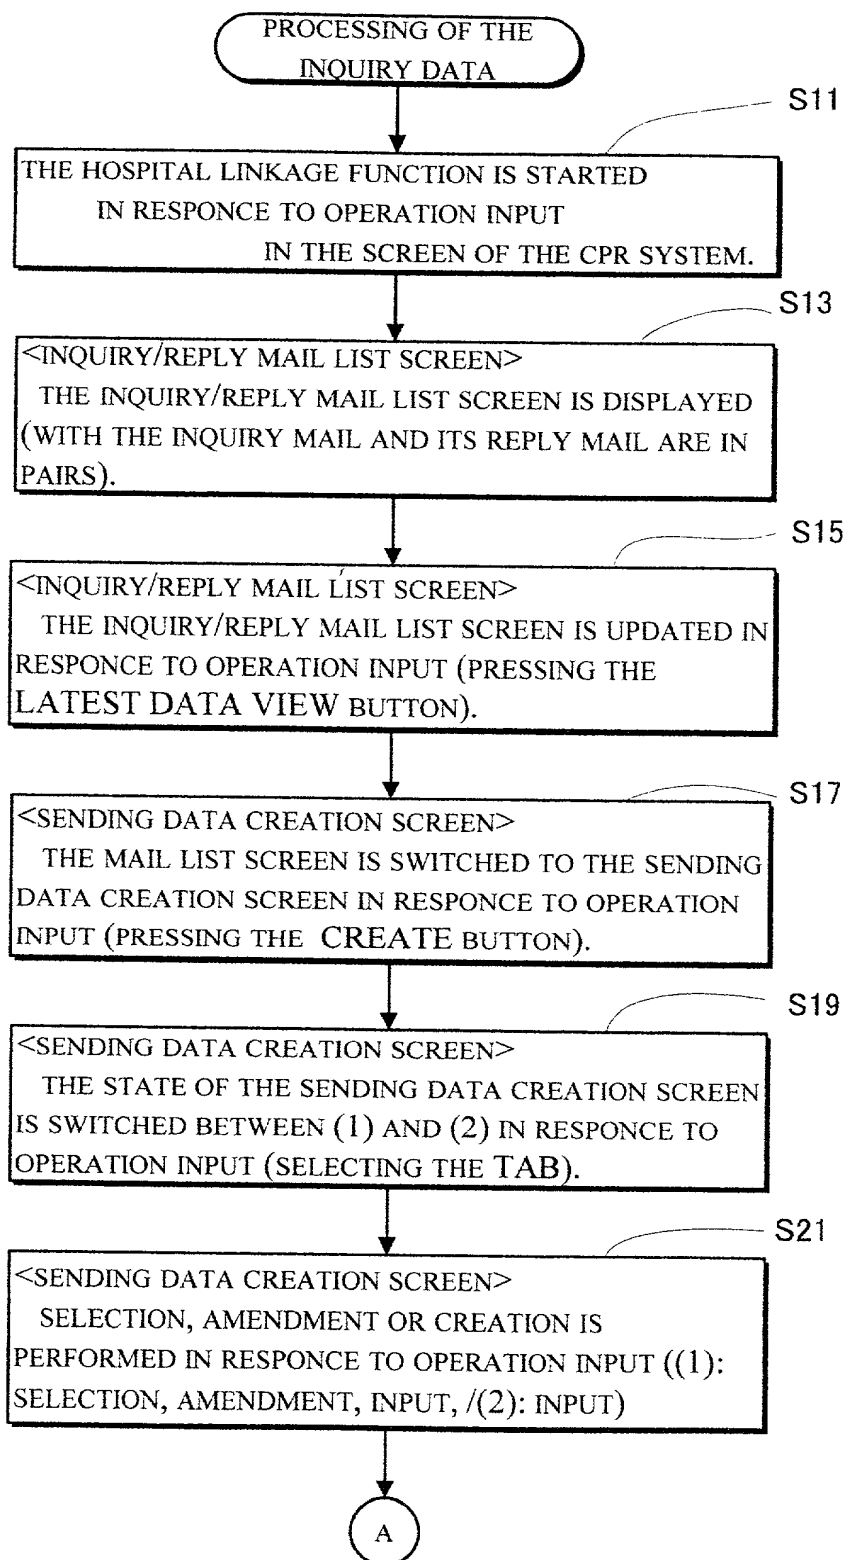 PROCESSING OF THE
INQUIRY DATA
S11
THE HOSPITAL LINKAGE FUNCTION IS STARTED
IN RESPONCE TO OPERATION INPUT
IN THE SCREEN OF THE CPR SYSTEM.
S13
<INQUIRY/REPLY MAIL LIST SCREEN>
THE INQUIRY/REPLY MAIL LIST SCREEN IS DISPLAYED
(WITH THE INQUIRY MAIL AND ITS REPLY MAIL ARE IN
PAIRS).
S15
<INQUIRY/REPLY MAIL LIST SCREEN>
THE INQUIRY/REPLY MAIL LIST SCREEN IS UPDATED IN
RESPONCE TO OPERATION INPUT (PRESSING THE
LATEST DATA VIEW BUTTON).
S17
<SENDING DATA CREATION SCREEN>
THE MAIL LIST SCREEN IS SWITCHED TO THE SENDING
DATA CREATION SCREEN IN RESPONCE TO OPERATION
INPUT (PRESSING THE CREATE BUTTON).
S19
<SENDING DATA CREATION SCREEN>
THE STATE OF THE SENDING DATA CREATION SCREEN
IS SWITCHED BETWEEN (1) AND (2) IN RESPONCE TO
OPERATION INPUT (SELECTING THE TAB).
S21
<SENDING DATA CREATION SCREEN>
SELECTION, AMENDMENT OR CREATION IS
PERFORMED IN RESPONCE TO OPERATION INPUT ((1):
SELECTION, AMENDMENT, INPUT, /(2): INPUT)
A